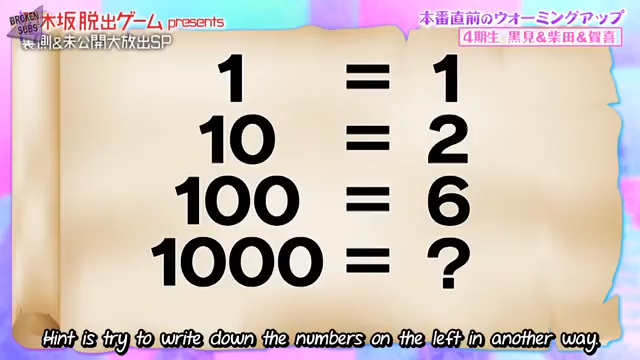 BROKEN SUBS
木坂脱出ゲーム presents
裏側&未公開大放出SP
本番直前のウォーミングアップ
4期生 黒見&柴田&賀喜
1 = 1
10 = 2
100 = 6
1000 = ?
Hint is try to write down the numbers on the left in another way.